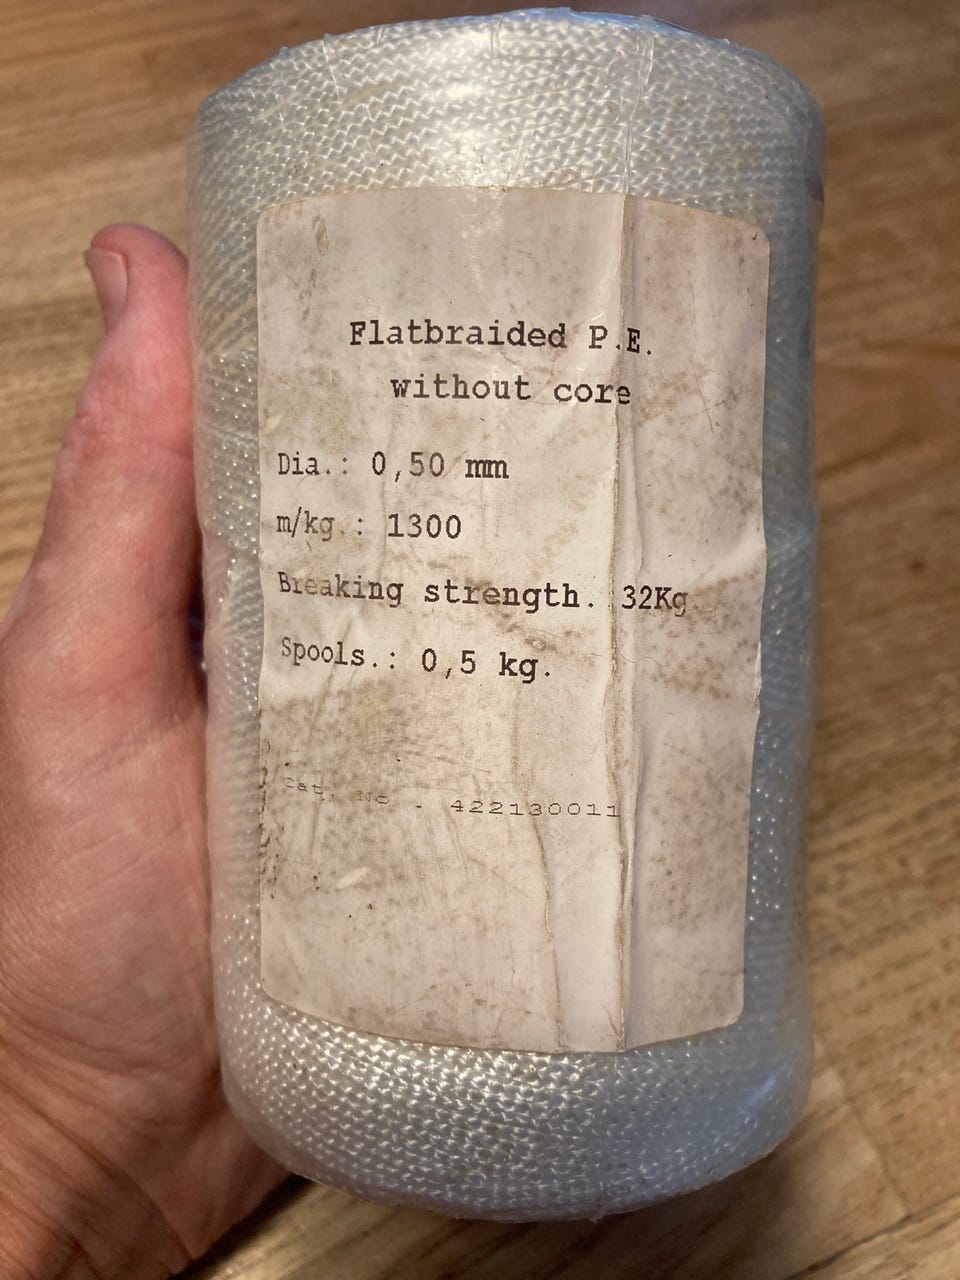 Flatbraided P.E.
without core
Dia.: 0,50 mm
m/kg.: 1300
Breaking strength. 32Kg
Spools.: 0,5 kg.
Cat. No. 422130011